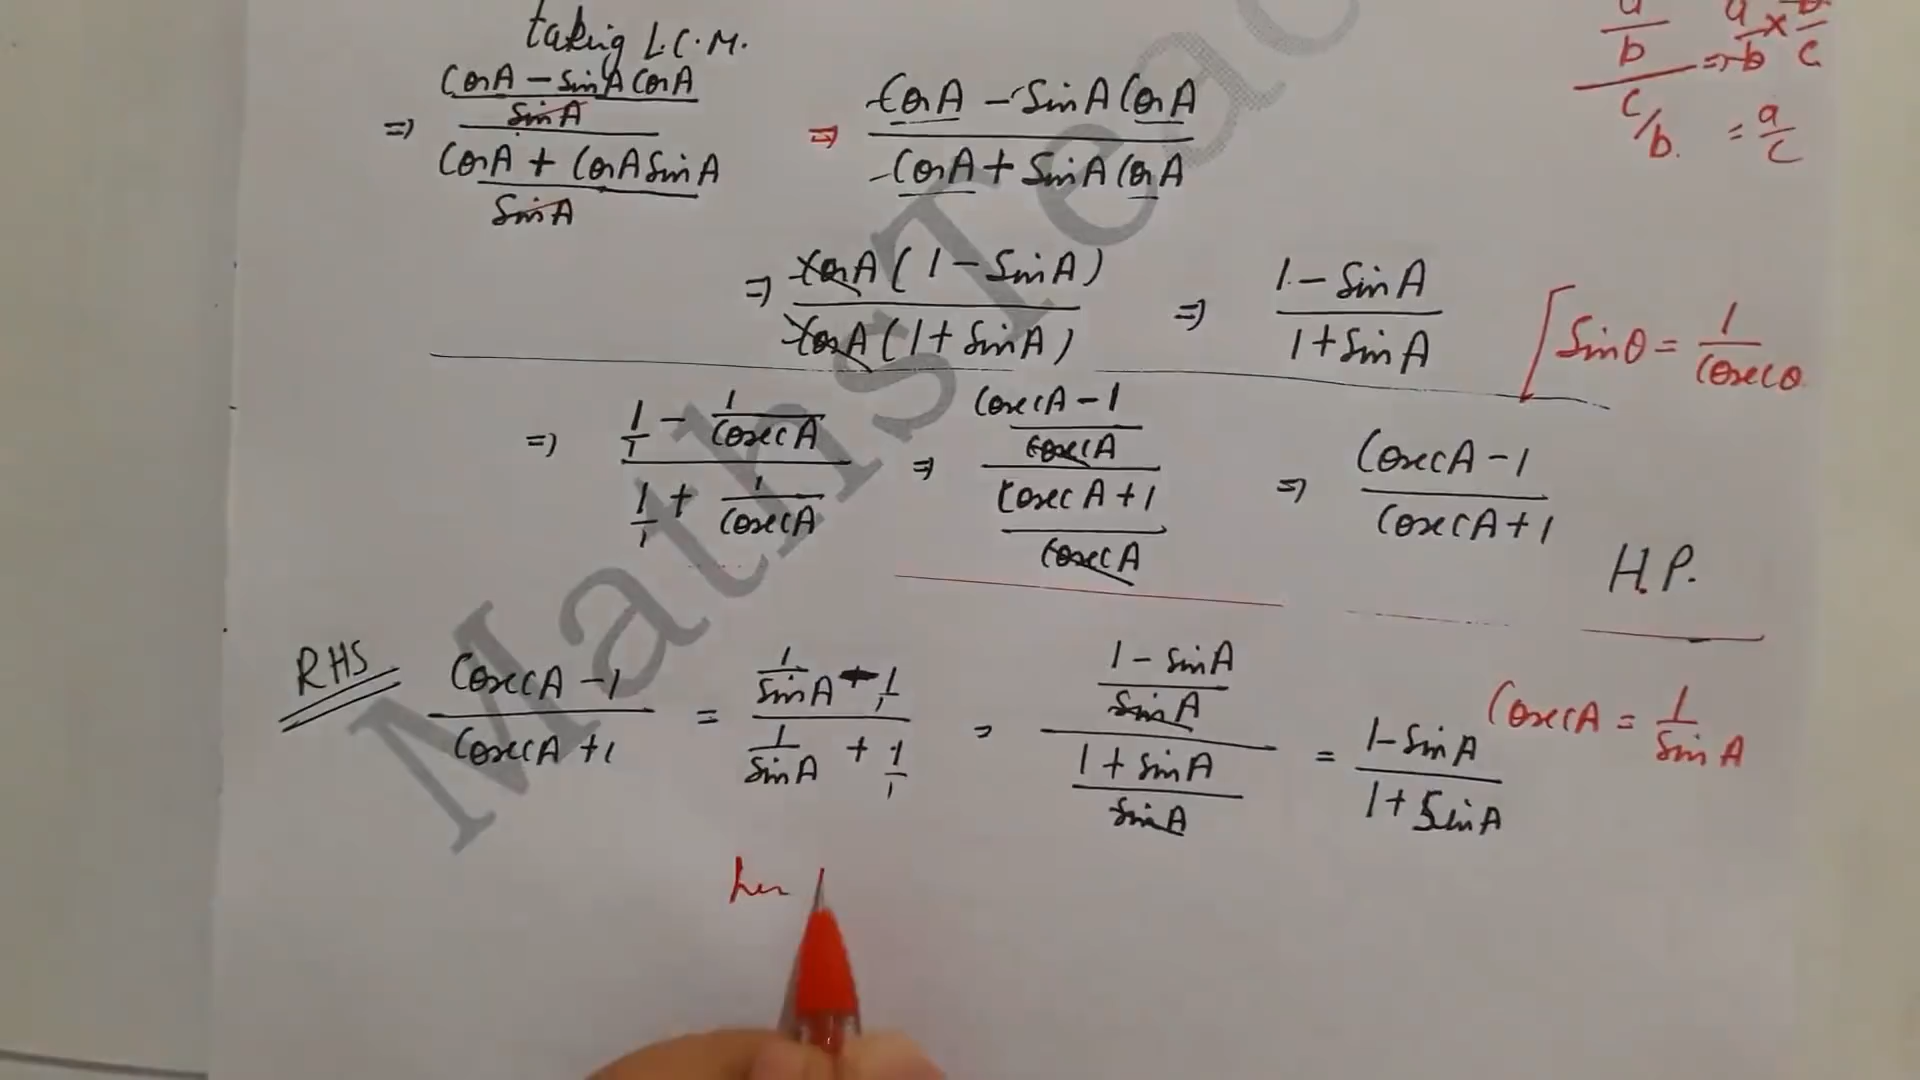 taking L.C.M.
⇒ ((CosA - SinA CosA)/SinA)/((CosA + CosA SinA)/SinA) ⇒ (CosA - SinA CosA)/(CosA + SinA CosA)
a/b / c/b ⇒ a/b × b/c = a/c
⇒ CosA(1 - SinA)/CosA(1 + SinA) ⇒ (1 - SinA)/(1 + SinA) [Sinθ = 1/Cosecθ
⇒ (1/1 - 1/CosecA)/(1/1 + 1/CosecA) ⇒ ((CosecA - 1)/CosecA)/((CosecA + 1)/CosecA) ⇒ (CosecA - 1)/(CosecA + 1)
H.P.
RHS (CosecA - 1)/(CosecA + 1) = (1/SinA - 1/1)/(1/SinA + 1/1) = ((1 - SinA)/SinA)/((1 + SinA)/SinA) = (1 - SinA)/(1 + SinA) CosecA = 1/SinA
Maths